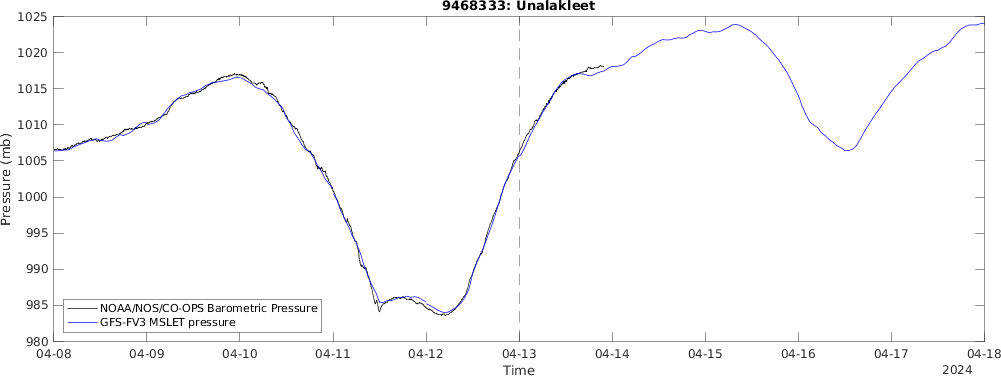 9468333: Unalakleet
1025
1020
1015
1010
1005
1000
995
990
985
980
Pressure (mb)
NOAA/NOS/CO-OPS Barometric Pressure
GFS-FV3 MSLET pressure
04-08 04-09 04-10 04-11 04-12 04-13 04-14 04-15 04-16 04-17 04-18
Time
2024